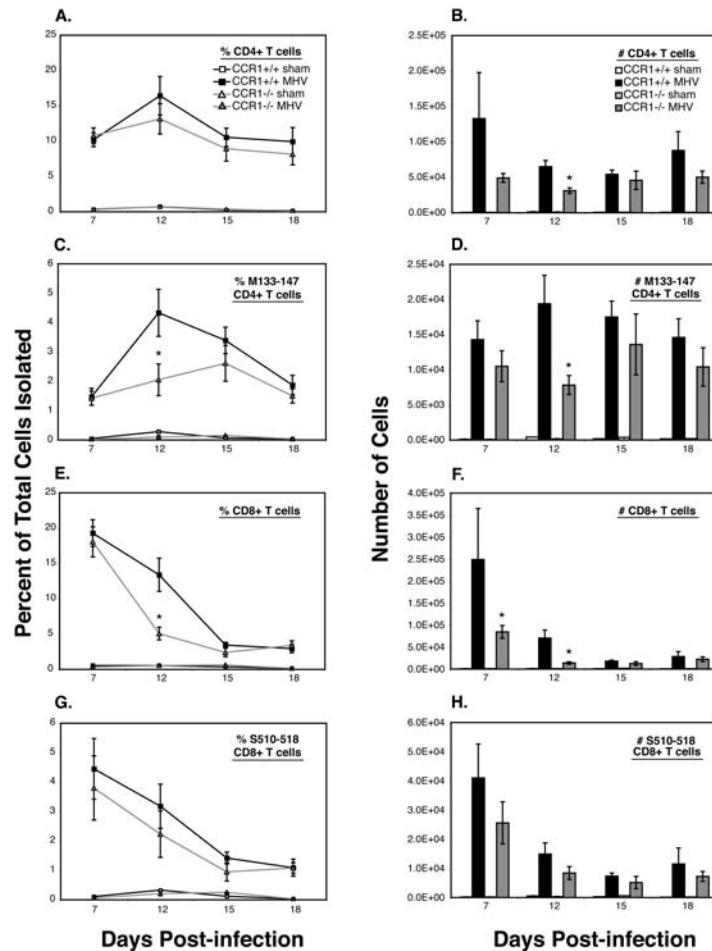 A.
% CD4+ T cells
CCR1+/+ sham
CCR1+/+ MHV
CCR1-/- sham
CCR1-/- MHV
25
20
15
10
5
0
7 12 15 18
B.
# CD4+ T cells
CCR1+/+ sham
CCR1+/+ MHV
CCR1-/- sham
CCR1-/- MHV
2.5E+05
2.0E+05
1.5E+05
1.0E+05
5.0E+04
0.0E+00
*
7 12 15 18
C.
% M133-147
CD4+ T cells
6
5
4
3
2
1
0
*
7 12 15 18
D.
# M133-147
CD4+ T cells
2.5E+04
2.0E+04
1.5E+04
1.0E+04
5.0E+03
0.0E+00
*
7 12 15 18
E.
% CD8+ T cells
25
20
15
10
5
0
*
7 12 15 18
F.
# CD8+ T cells
4.0E+05
3.5E+05
3.0E+05
2.5E+05
2.0E+05
1.5E+05
1.0E+05
5.0E+04
0.0E+00
* *
7 12 15 18
G.
% S510-518
CD8+ T cells
6
5
4
3
2
1
0
7 12 15 18
H.
# S510-518
CD8+ T cells
6.0E+04
5.0E+04
4.0E+04
3.0E+04
2.0E+04
1.0E+04
0.0E+00
7 12 15 18
Percent of Total Cells Isolated
Number of Cells
Days Post-infection
Days Post-infection